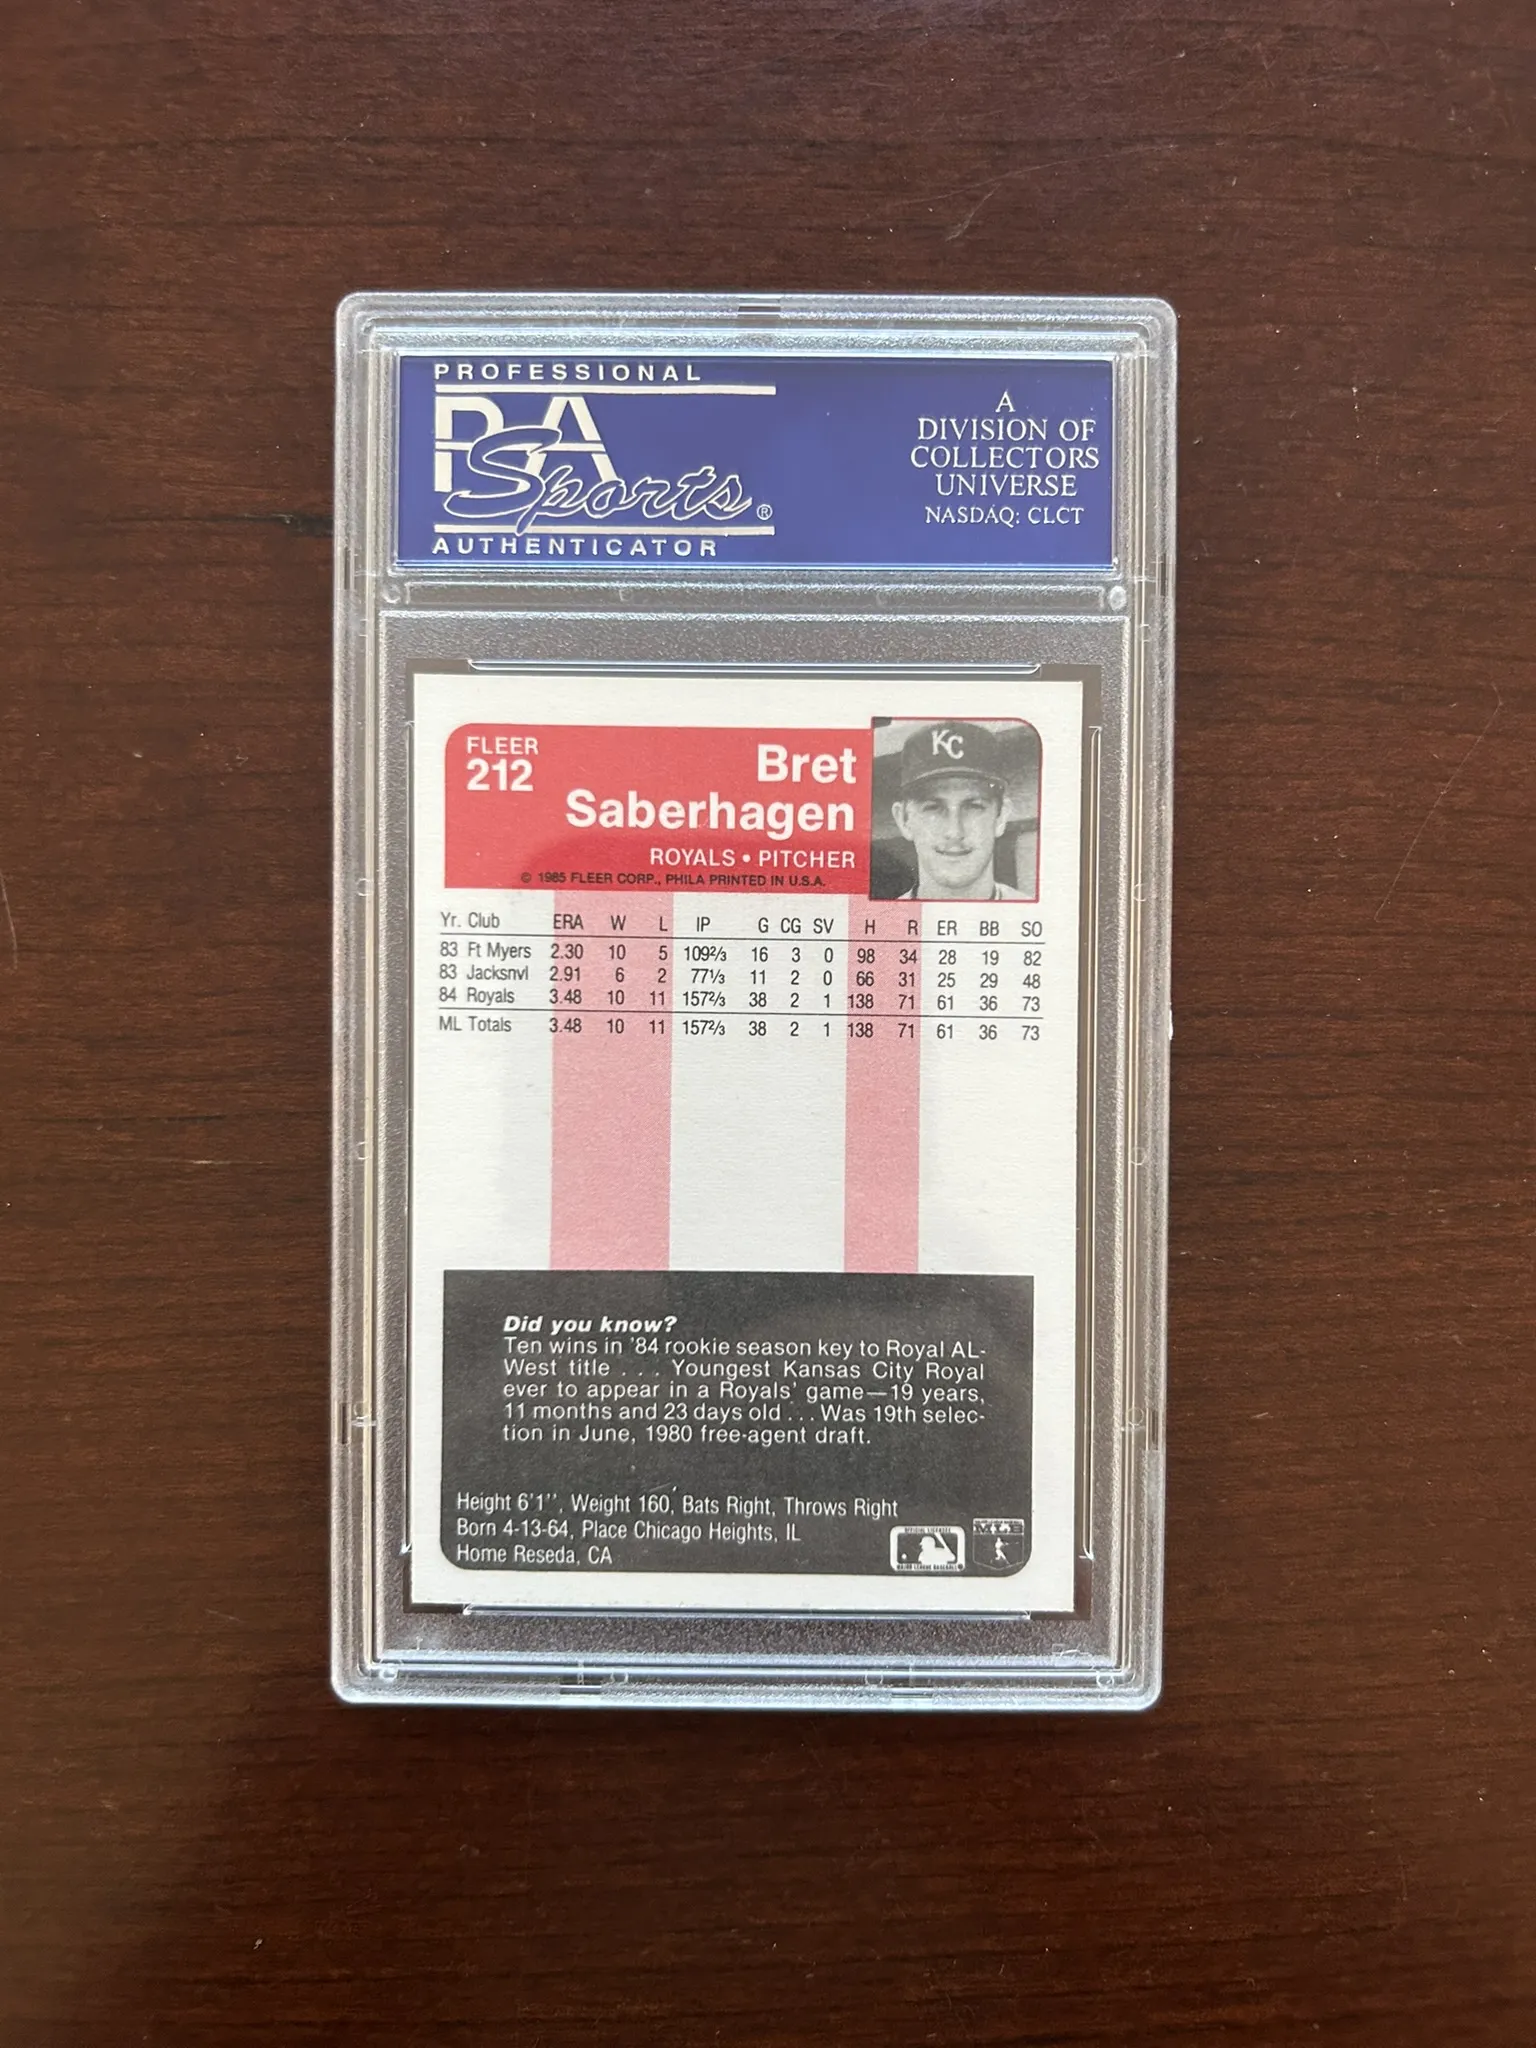 PROFESSIONAL
PSA
Sports®
AUTHENTICATOR
A
DIVISION OF
COLLECTORS
UNIVERSE
NASDAQ: CLCT
FLEER
212
Bret
Saberhagen
ROYALS • PITCHER
© 1985 FLEER CORP., PHILA PRINTED IN U.S.A.
KC
Yr. Club ERA W L IP G CG SV H R ER BB SO
83 Ft Myers 2.30 10 5 109⅔ 16 3 0 98 34 28 19 82
83 Jacksnvl 2.91 6 2 77⅓ 11 2 0 66 31 25 29 48
84 Royals 3.48 10 11 157⅔ 38 2 1 138 71 61 36 73
ML Totals 3.48 10 11 157⅔ 38 2 1 138 71 61 36 73
Did you know?
Ten wins in '84 rookie season key to Royal AL-
West title . . . Youngest Kansas City Royal
ever to appear in a Royals' game—19 years,
11 months and 23 days old . . . Was 19th selec-
tion in June, 1980 free-agent draft.
Height 6'1'', Weight 160, Bats Right, Throws Right
Born 4-13-64, Place Chicago Heights, IL
Home Reseda, CA